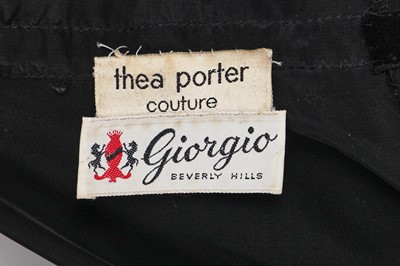 thea porter
couture
Giorgio
BEVERLY HILLS